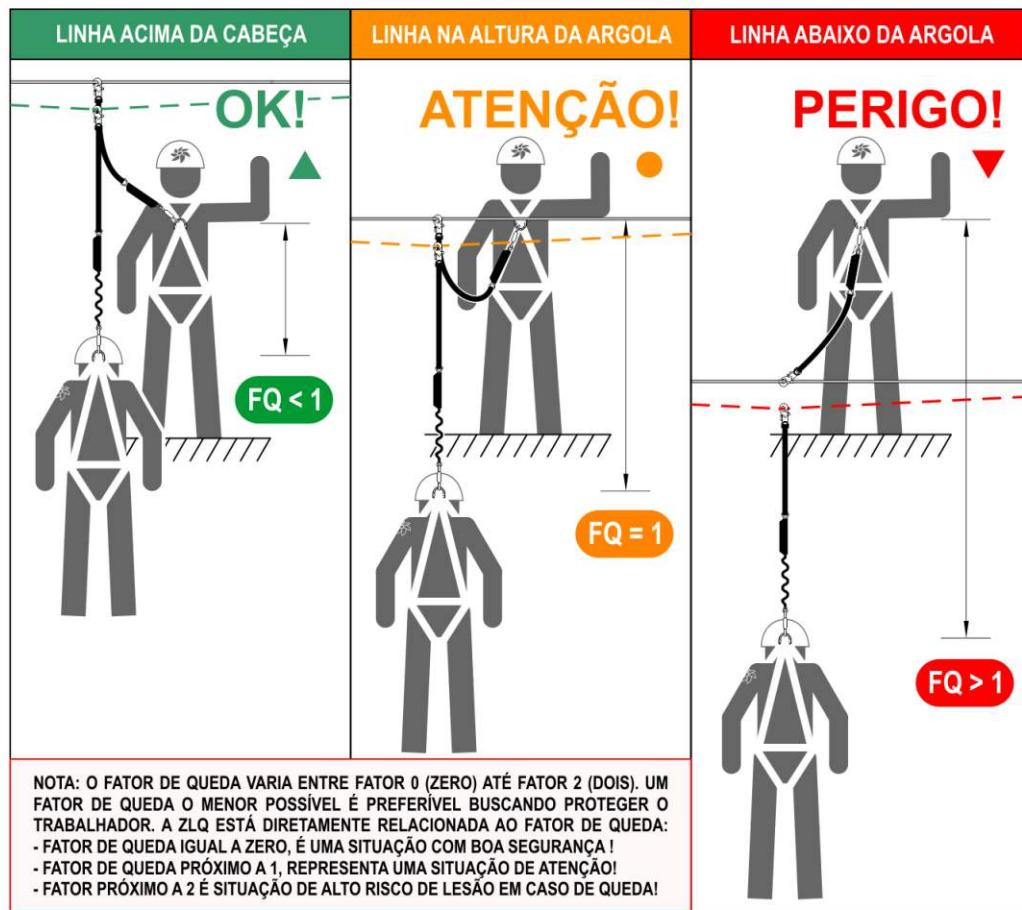 LINHA ACIMA DA CABEÇA
LINHA NA ALTURA DA ARGOLA
LINHA ABAIXO DA ARGOLA
OK!
ATENÇÃO!
PERIGO!
FQ < 1
FQ = 1
FQ > 1
NOTA: O FATOR DE QUEDA VARIA ENTRE FATOR 0 (ZERO) ATÉ FATOR 2 (DOIS). UM
FATOR DE QUEDA O MENOR POSSÍVEL É PREFERÍVEL BUSCANDO PROTEGER O
TRABALHADOR. A ZLQ ESTÁ DIRETAMENTE RELACIONADA AO FATOR DE QUEDA:
- FATOR DE QUEDA IGUAL A ZERO, É UMA SITUAÇÃO COM BOA SEGURANÇA !
- FATOR DE QUEDA PRÓXIMO A 1, REPRESENTA UMA SITUAÇÃO DE ATENÇÃO!
- FATOR PRÓXIMO A 2 É SITUAÇÃO DE ALTO RISCO DE LESÃO EM CASO DE QUEDA!